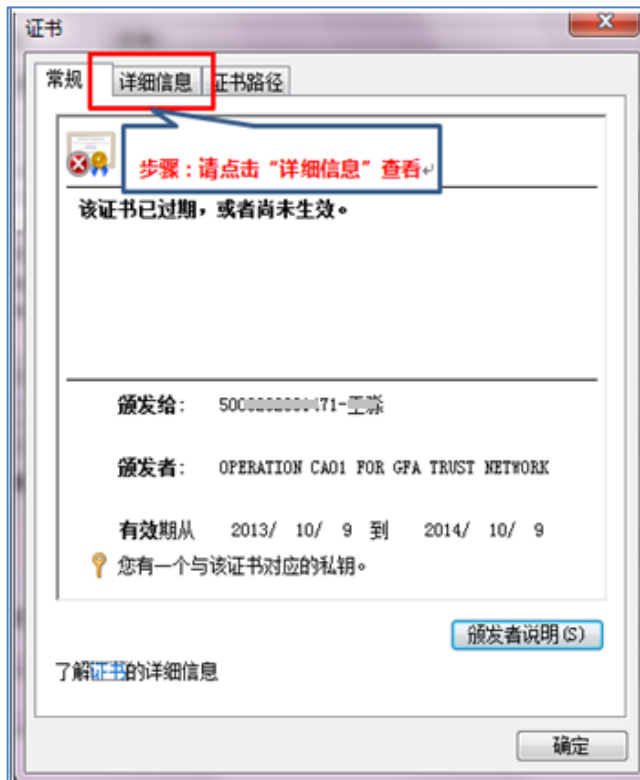 证书
常规
详细信息
证书路径
步骤：请点击“详细信息”查看
该证书已过期，或者尚未生效。
颁发给：
颁发者： OPERATION CA01 FOR GFA TRUST NETWORK
有效期从 2013/ 10/ 9 到 2014/ 10/ 9
您有一个与该证书对应的私钥。
颁发者说明(S)
了解证书的详细信息
确定